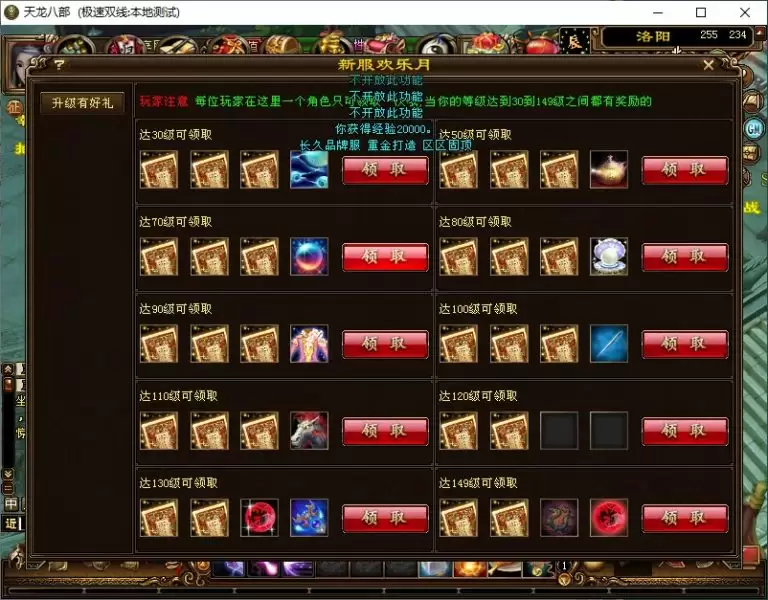 天龙八部 (极速双线:本地测试)
洛阳 255 234
?
新服欢乐月
不开放此功能
不开放此功能
不开放此功能
你获得经验20000。
长久品牌服 重金打造 区区固顶
升级有好礼
玩家注意 每位玩家在这里一个角色只可领取
当你的等级达到30到149级之间都有奖励的
达30级可领取
领 取
达50级可领取
领 取
达70级可领取
领 取
达80级可领取
领 取
达90级可领取
领 取
达100级可领取
领 取
达110级可领取
领 取
达120级可领取
领 取
达130级可领取
领 取
达149级可领取
领 取
GM
战
近
1